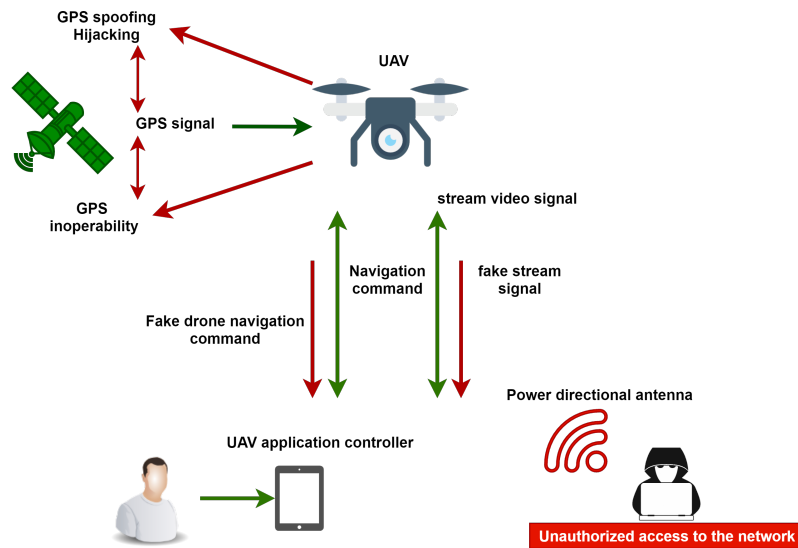 GPS spoofing
Hijacking
UAV
GPS signal
GPS
inoperability
stream video signal
Navigation
command
fake stream
signal
Fake drone navigation
command
Power directional antenna
UAV application controller
Unauthorized access to the network